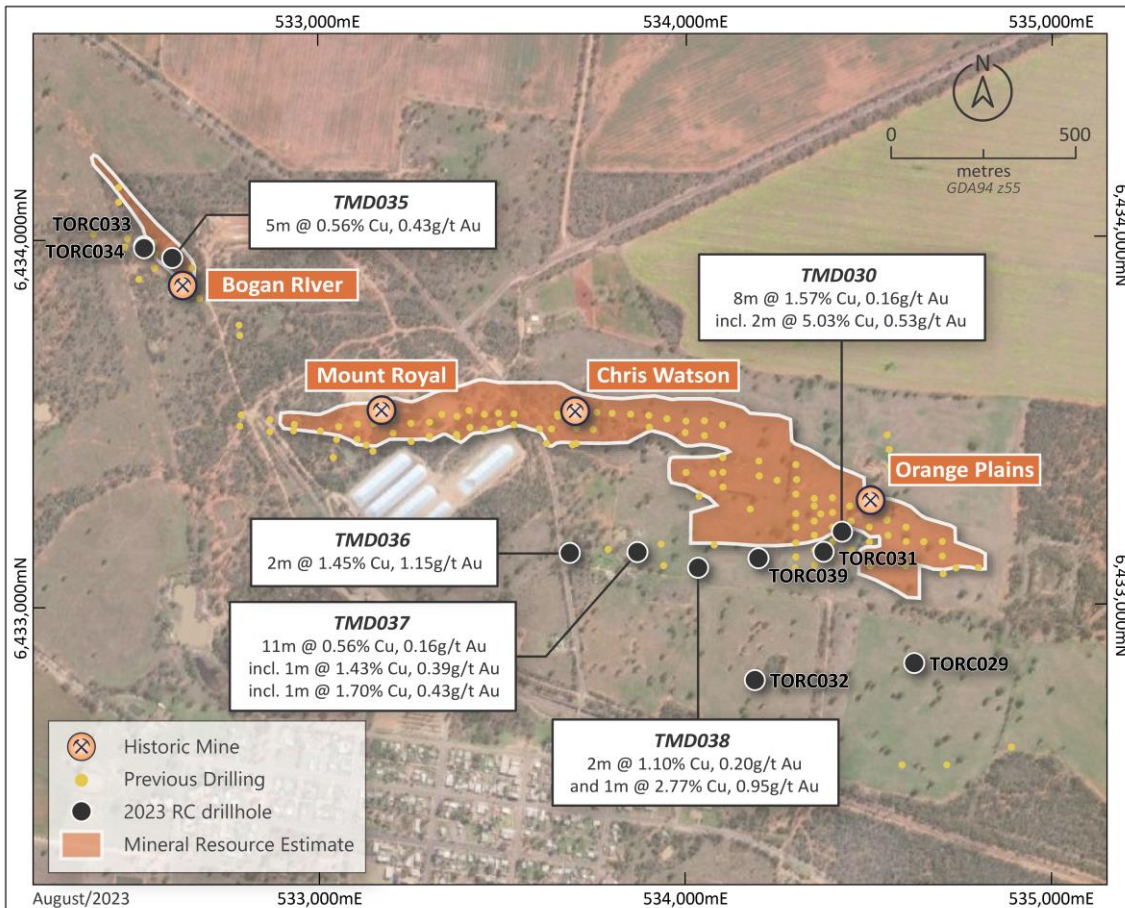 533,000mE
534,000mE
535,000mE
N
0
500
metres
GDA94 z55
6,434,000mN
6,434,000mN
TMD035
5m @ 0.56% Cu, 0.43g/t Au
TORC033
TORC034
Bogan RIver
TMD030
8m @ 1.57% Cu, 0.16g/t Au
incl. 2m @ 5.03% Cu, 0.53g/t Au
Mount Royal
Chris Watson
Orange Plains
TMD036
2m @ 1.45% Cu, 1.15g/t Au
TORC031
TORC039
6,433,000mN
6,433,000mN
TMD037
11m @ 0.56% Cu, 0.16g/t Au
incl. 1m @ 1.43% Cu, 0.39g/t Au
incl. 1m @ 1.70% Cu, 0.43g/t Au
TORC029
TORC032
TMD038
2m @ 1.10% Cu, 0.20g/t Au
and 1m @ 2.77% Cu, 0.95g/t Au
Historic Mine
Previous Drilling
2023 RC drillhole
Mineral Resource Estimate
August/2023
533,000mE
534,000mE
535,000mE